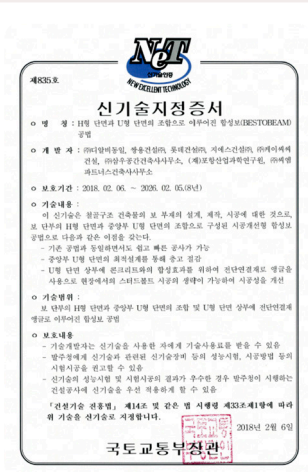 NeT
신기술인증
NEW EXCELLENT TECHNOLOGY
제835호
신기술지정증서
o 명 칭 : H형 단면과 U형 단면의 조합으로 이루어진 합성보(BESTOBEAM)
공법
o 개 발 자 : ㈜디알비동일, 쌍용건설㈜, 롯데건설㈜, 지에스건설㈜, ㈜케이씨씨
건설, ㈜삼우공간건축사사무소, (재)포항산업과학연구원, ㈜씨엠
파트너스건축사사무소
o 보호기간 : 2018. 02. 06. ~ 2026. 02. 05.(8년)
o 기술내용 :
이 신기술은 철골구조 건축물의 보 부재의 설계, 제작, 시공에 대한 것으로,
보 단부의 H형 단면과 중앙부 U형 단면의 조합으로 구성된 시공개선형 합성보
공법으로 다음과 같은 이점을 갖는다.
- 기존 공법과 동일하면서도 쉽고 빠른 공사가 가능
- 중앙부 U형 단면의 최적설계를 통해 춤고 절감
- U형 단면 상부에 콘크리트와의 합성효과를 위하여 전단연결재로 앵글을
사용으로 현장에서의 스터드볼트 시공의 생략이 가능하여 시공성을 개선
o 기술범위 :
보 단부의 H형 단면과 중앙부 U형 단면의 조합 및 U형 단면 상부에 전단연결재
앵글로 이루어진 합성보 공법
o 보호내용
- 기술개발자는 신기술을 사용한 자에게 기술사용료를 받을 수 있음
- 발주청에게 신기술과 관련된 신기술장비 등의 성능시험, 시공방법 등의
시험시공을 권고할 수 있음
- 신기술의 성능시험 및 시험시공의 결과가 우수한 경우 발주청이 시행하는
건설공사에 신기술을 우선 적용하게 할 수 있음
「건설기술 진흥법」 제14조 및 같은 법 시행령 제33조제1항에 따라
위 기술을 신기술로 지정합니다.
2018년 2월 6일
국토교통부장관